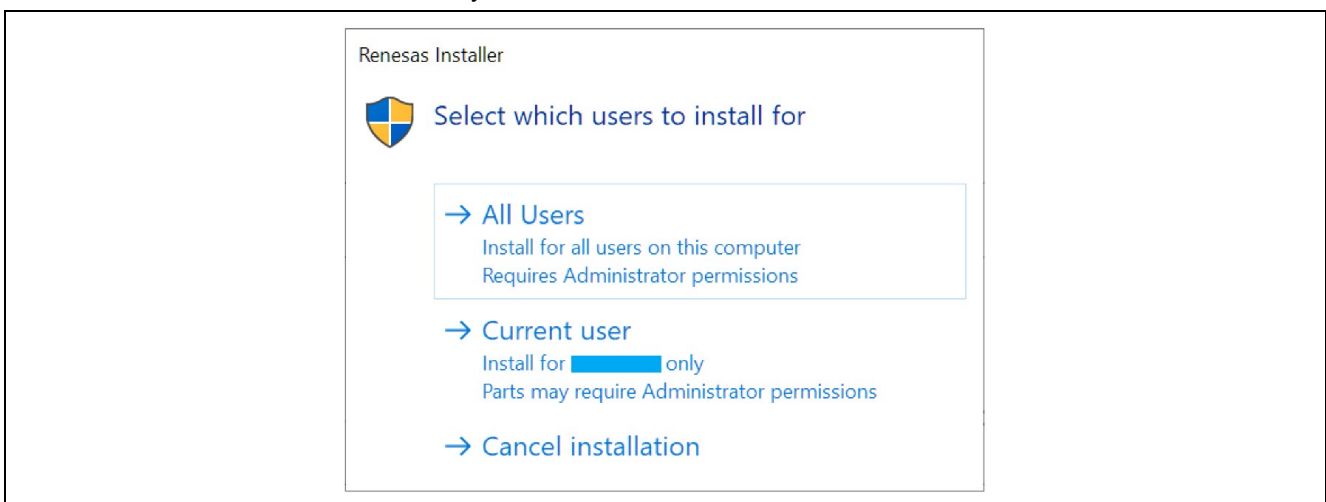 Renesas Installer
Select which users to install for
→ All Users
Install for all users on this computer
Requires Administrator permissions
→ Current user
Install for only
Parts may require Administrator permissions
→ Cancel installation